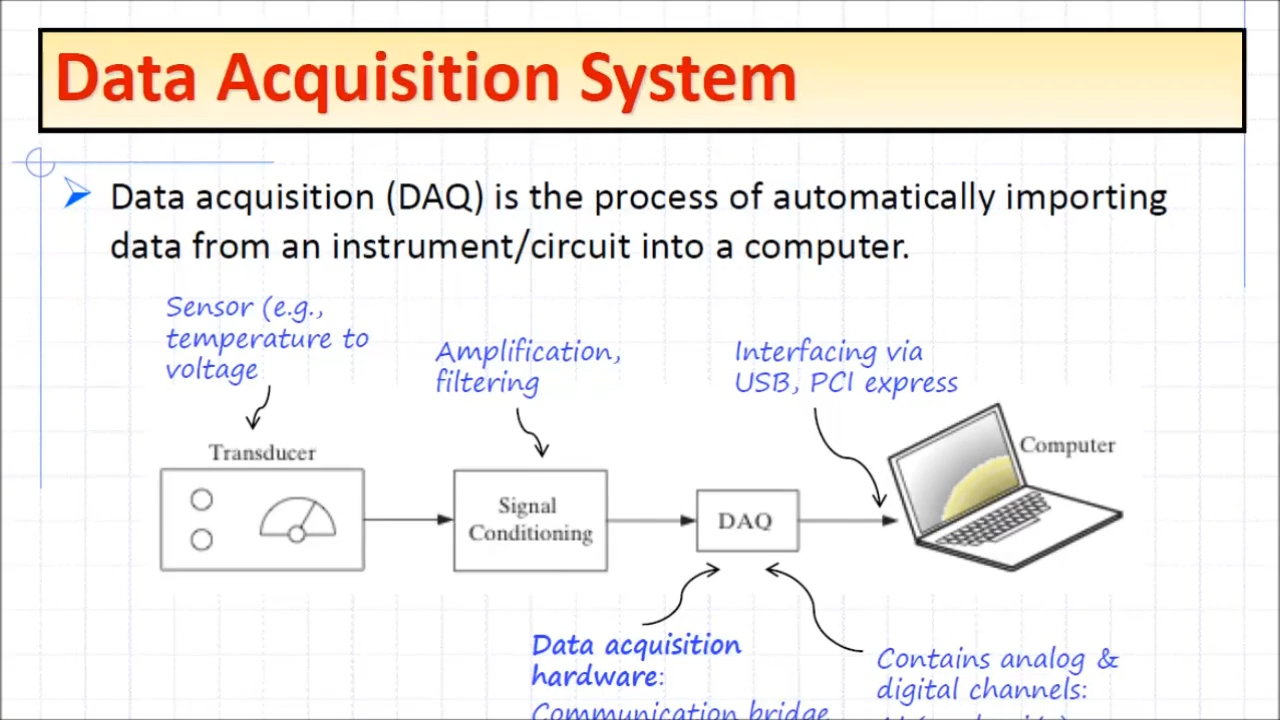 Data Acquisition System
Data acquisition (DAQ) is the process of automatically importing
data from an instrument/circuit into a computer.
Sensor (e.g.,
temperature to
voltage
Amplification,
filtering
Interfacing via
USB, PCI express
Transducer
Signal
Conditioning
DAQ
Computer
Data acquisition
hardware:
Communication bridge
Contains analog &
digital channels: